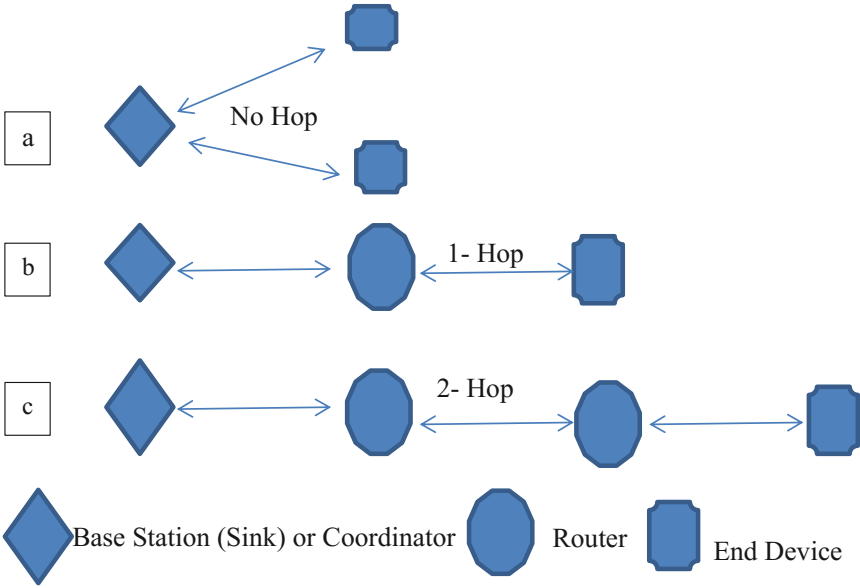 a
No Hop
b
1- Hop
c
2- Hop
Base Station (Sink) or Coordinator
Router
End Device